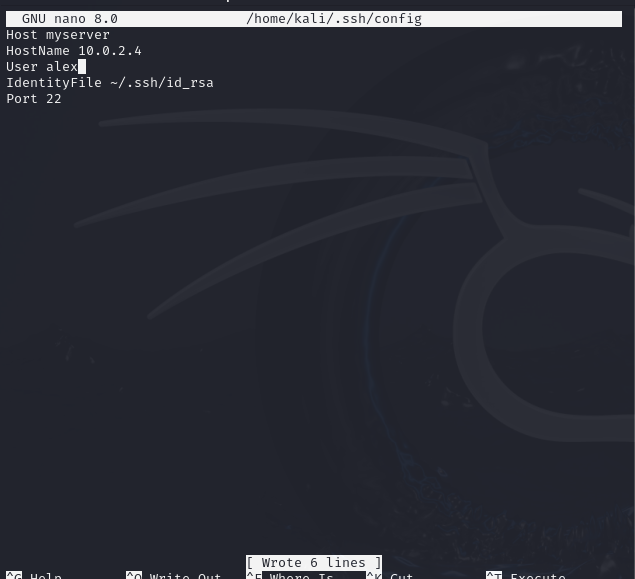 GNU nano 8.0 /home/kali/.ssh/config
Host myserver
HostName 10.0.2.4
User alex
IdentityFile ~/.ssh/id_rsa
Port 22
[ Wrote 6 lines ]
^G Help ^O Write Out ^F Where Is ^K Cut ^T Execute